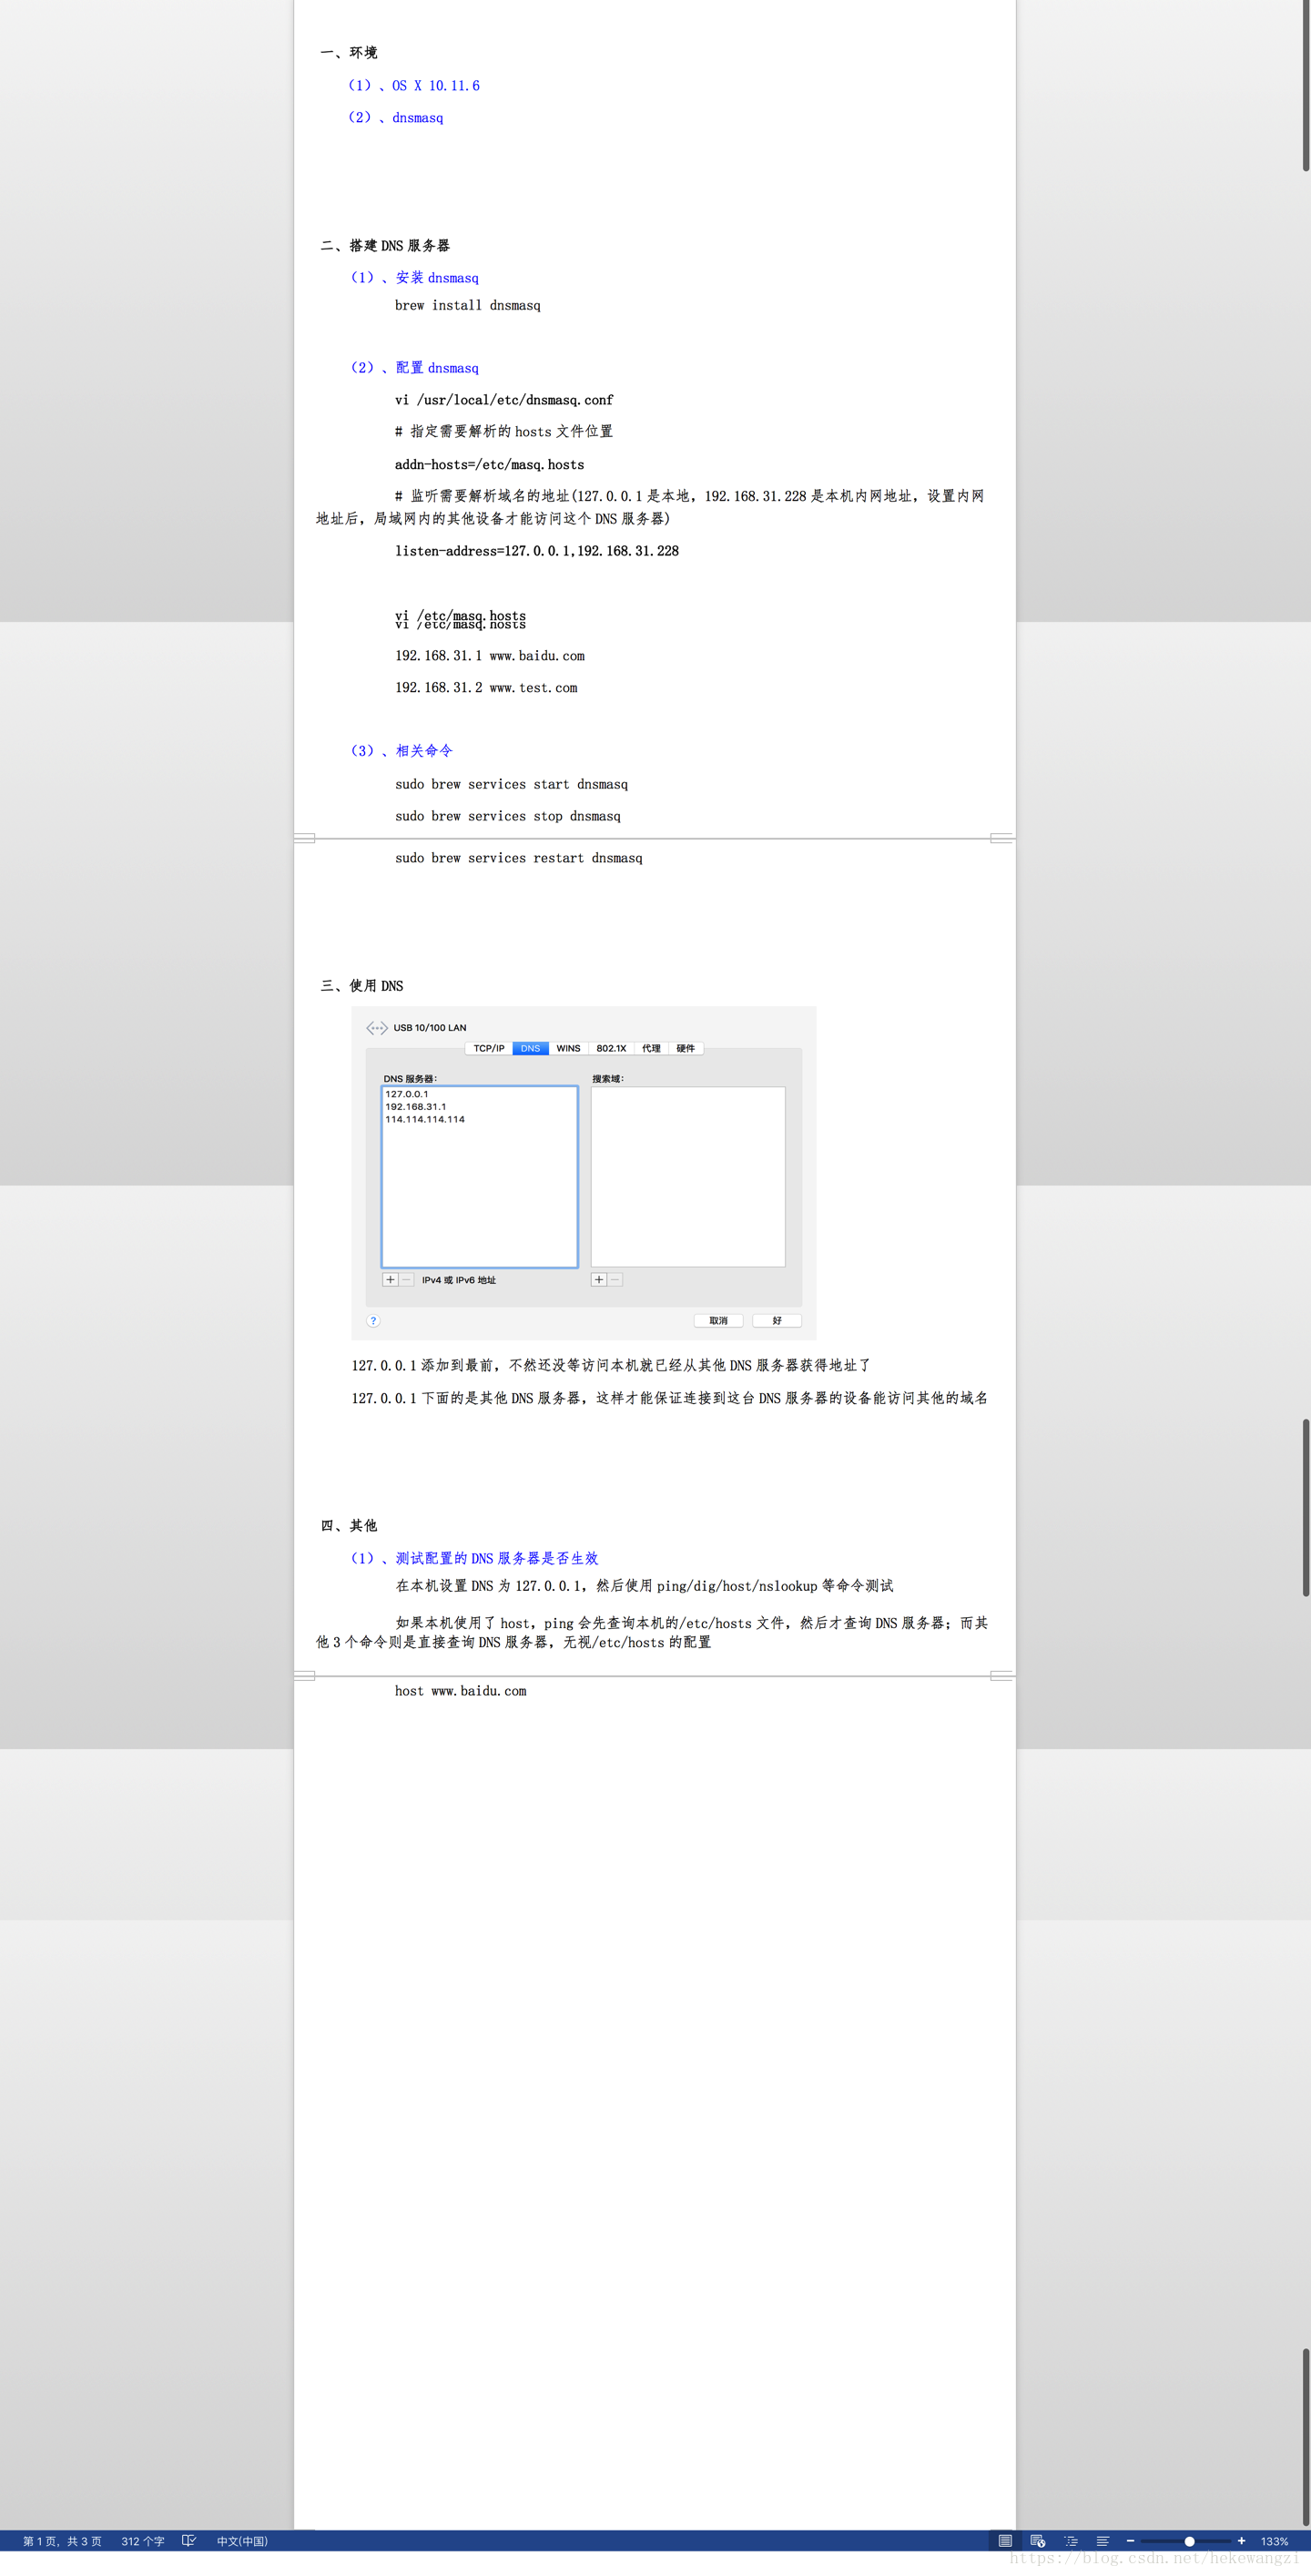 一、环境
（1）、OS X 10.11.6
（2）、dnsmasq
二、搭建 DNS 服务器
（1）、安装 dnsmasq
brew install dnsmasq
（2）、配置 dnsmasq
vi /usr/local/etc/dnsmasq.conf
# 指定需要解析的 hosts 文件位置
addn-hosts=/etc/masq.hosts
# 监听需要解析域名的地址(127.0.0.1 是本地，192.168.31.228 是本机内网地址，设置内网
地址后，局域网内的其他设备才能访问这个 DNS 服务器)
listen-address=127.0.0.1,192.168.31.228
vi /etc/masq.hosts
vi /etc/masq.hosts
192.168.31.1 www.baidu.com
192.168.31.2 www.test.com
（3）、相关命令
sudo brew services start dnsmasq
sudo brew services stop dnsmasq
sudo brew services restart dnsmasq
三、使用 DNS
USB 10/100 LAN
TCP/IP DNS WINS 802.1X 代理 硬件
DNS 服务器： 搜索域：
127.0.0.1
192.168.31.1
114.114.114.114
+ − IPv4 或 IPv6 地址 + −
? 取消 好
127.0.0.1 添加到最前，不然还没等访问本机就已经从其他 DNS 服务器获得地址了
127.0.0.1 下面的是其他 DNS 服务器，这样才能保证连接到这台 DNS 服务器的设备能访问其他的域名
四、其他
（1）、测试配置的 DNS 服务器是否生效
在本机设置 DNS 为 127.0.0.1，然后使用 ping/dig/host/nslookup 等命令测试
如果本机使用了 host，ping 会先查询本机的/etc/hosts 文件，然后才查询 DNS 服务器；而其
他 3 个命令则是直接查询 DNS 服务器，无视/etc/hosts 的配置
host www.baidu.com
第 1 页，共 3 页 312 个字 中文(中国) − + 133%
https://blog.csdn.net/hekewangzi